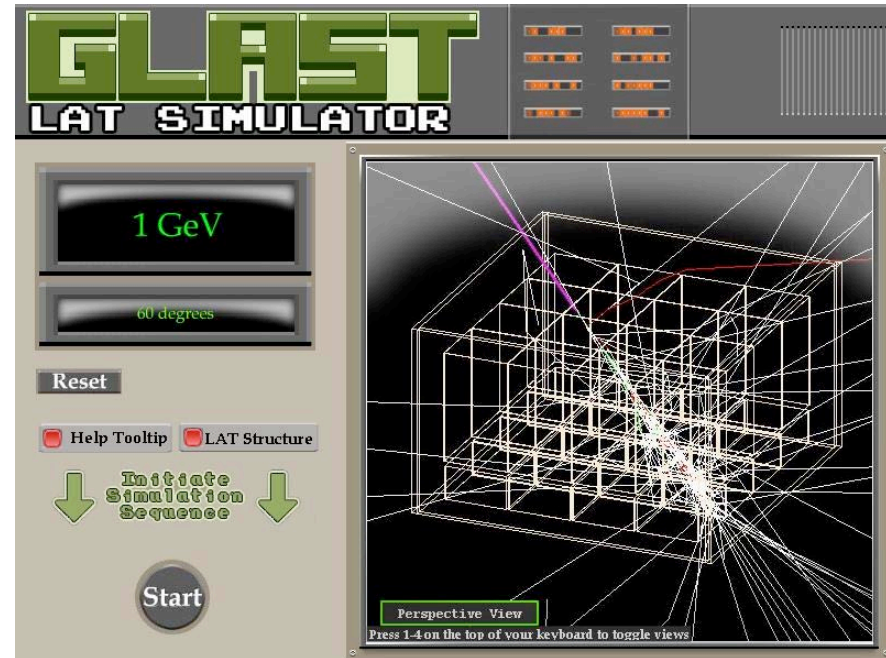 GLAST
LAT SIMULATOR
1 GeV
60 degrees
Reset
Help Tooltip
LAT Structure
Initiate
Simulation
Sequence
Start
Perspective View
Press 1-4 on the top of your keyboard to toggle views